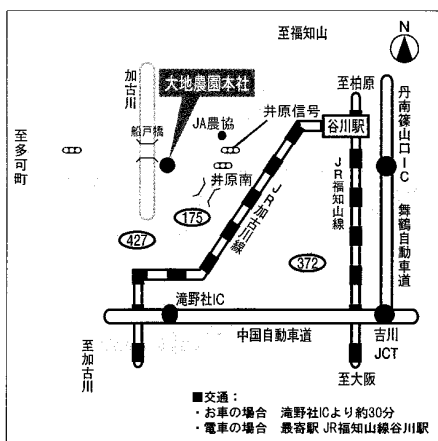 N
至福知山
加古川
大地農園本社
至柏原
丹南篠山口IC
船戸橋
JA農協
井原信号
谷川駅
至多可町
井原南
JR加古川線
JR福知山線
舞鶴自動車道
175
427
372
滝野社IC
中国自動車道
吉川
JCT
至加古川
至大阪
■交通：
・お車の場合　滝野社ICより約30分
・電車の場合　最寄駅 JR福知山線谷川駅